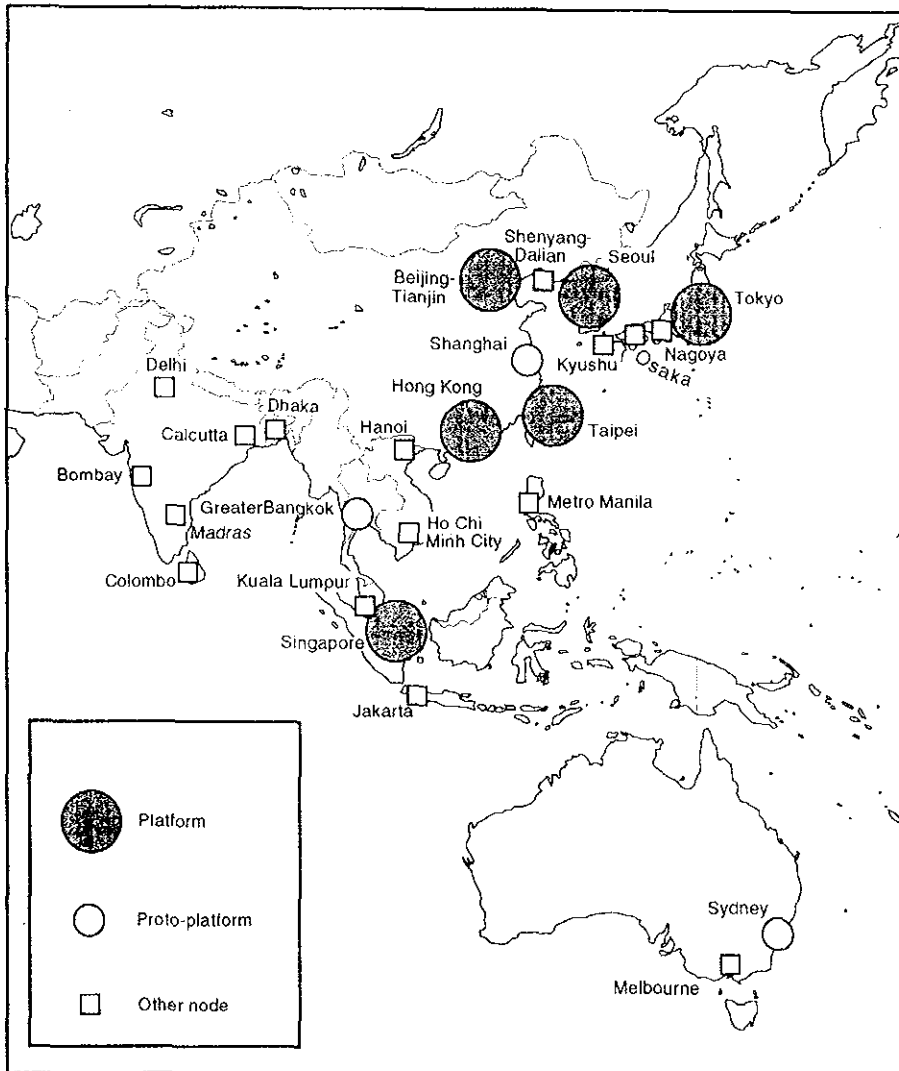 Shenyang-
Dalian
Seoul
Beijing-
Tianjin
Tokyo
Shanghai
Kyushu
Osaka
Nagoya
Delhi
Hong Kong
Dhaka
Calcutta
Hanoi
Taipei
Bombay
GreaterBangkok
Metro Manila
Madras
Ho Chi
Minh City
Colombo
Kuala Lumpur
Singapore
Jakarta
Platform
Proto-platform
Other node
Sydney
Melbourne